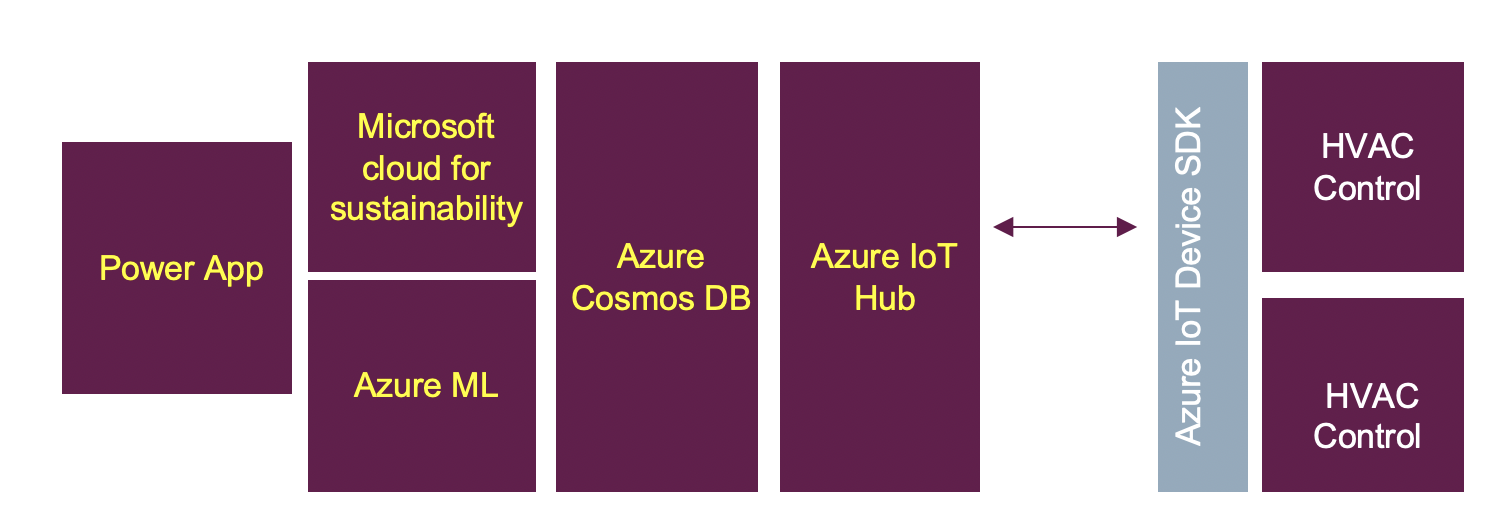 Power App
Microsoft
cloud for
sustainability
Azure ML
Azure
Cosmos DB
Azure IoT
Hub
Azure IoT Device SDK
HVAC
Control
HVAC
Control